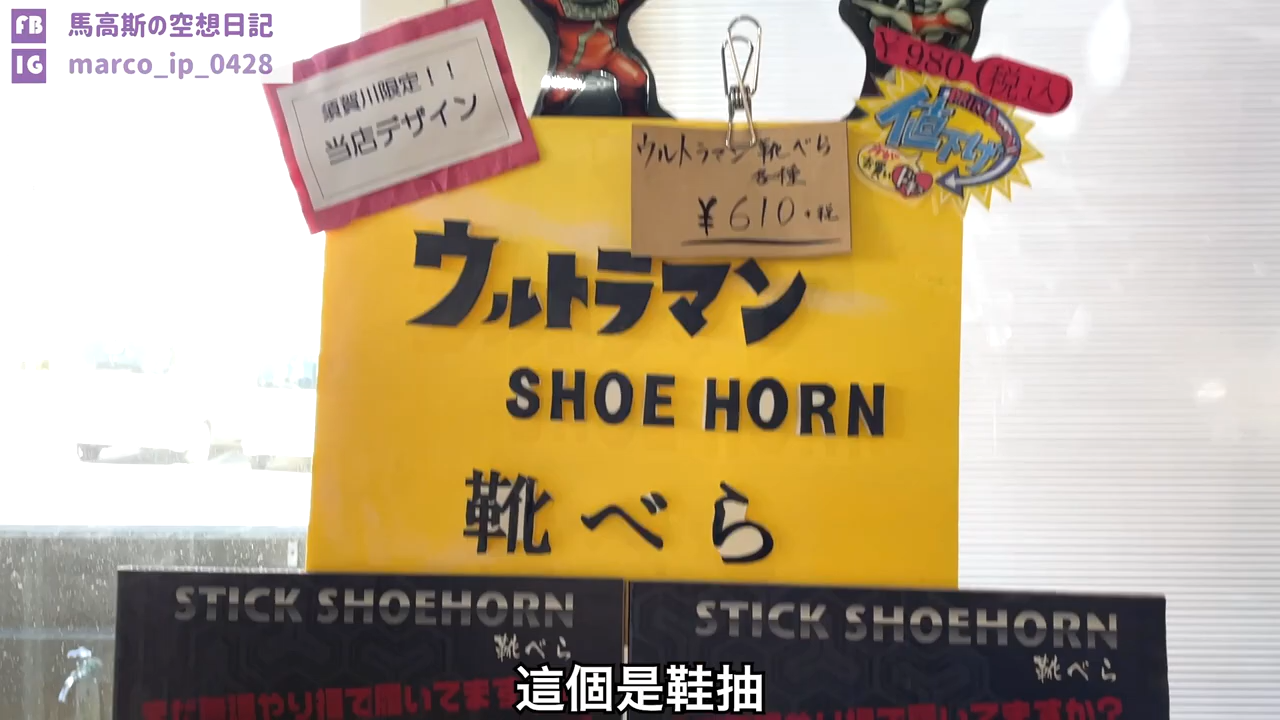 FB 馬高斯の空想日記
IG marco_ip_0428
須賀川限定！！
当店デザイン
¥980(税込)
値下げ
ウルトラマン靴べら
各種
¥610+税
ウルトラマン
SHOE HORN
靴べら
STICK SHOEHORN
靴べら
STICK SHOEHORN
靴べら
這個是鞋抽